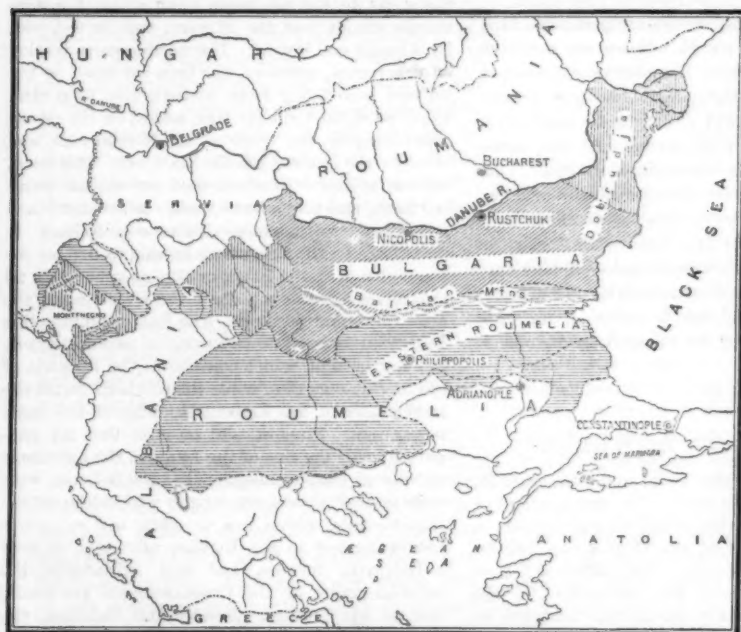 HUNGARY
R. DANUBE
BELGRADE
ROUMANIA
BUCHAREST
SERVIA
DANUBE R.
RUSTCHUK
Dobrudja
NICOPOLIS
BULGARIA
BLACK SEA
Balkan Mtns
MONTENEGRO
EASTERN ROUMELIA
PHILIPPOPOLIS
ALBANIA
ADRIANOPLE
ROUMELIA
CONSTANTINOPLE
SEA OF MARMORA
ÆGEAN
SEA
ANATOLIA
GREECE